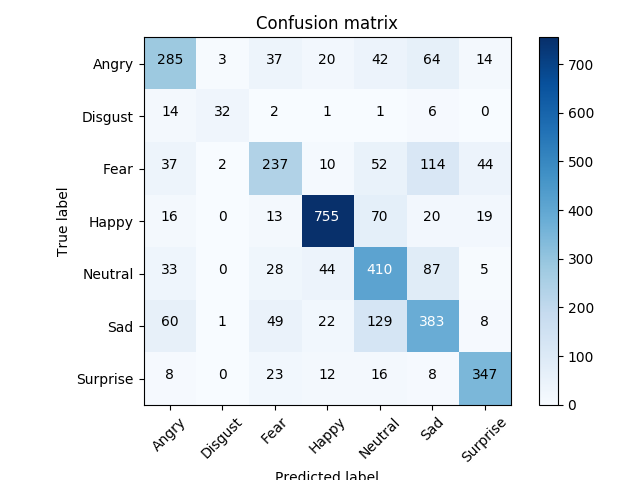 Confusion matrix
Angry 285 3 37 20 42 64 14
Disgust 14 32 2 1 1 6 0
Fear 37 2 237 10 52 114 44
Happy 16 0 13 755 70 20 19
Neutral 33 0 28 44 410 87 5
Sad 60 1 49 22 129 383 8
Surprise 8 0 23 12 16 8 347
Angry Disgust Fear Happy Neutral Sad Surprise
True label
Predicted label
700
600
500
400
300
200
100
0